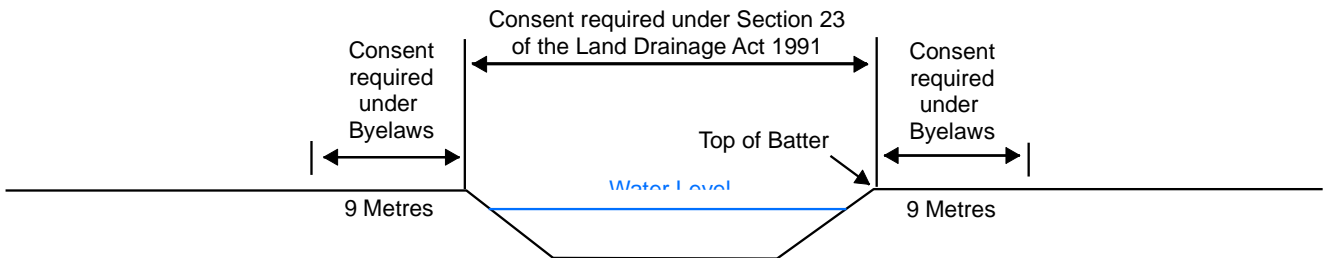 Consent required under Section 23
of the Land Drainage Act 1991
Consent
required
under
Byelaws
Consent
required
under
Byelaws
Top of Batter
Water Level
9 Metres
9 Metres